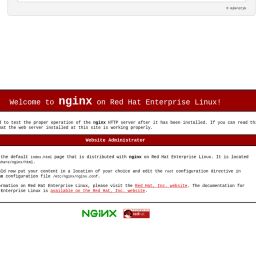 Welcome to nginx on Red Hat Enterprise Linux!
d to test the proper operation of the nginx HTTP server after it has been installed. If you can read th
at the web server installed at this site is working properly.
Website Administrator
the default index.html page that is distributed with nginx on Red Hat Enterprise Linux. It is located
share/nginx/html.
ld now put your content in a location of your choice and edit the root configuration directive in
configuration file /etc/nginx/nginx.conf.
ormation on Red Hat Enterprise Linux, please visit the Red Hat, Inc. website. The documentation for
Enterprise Linux is available on the Red Hat, Inc. website.
NGINX